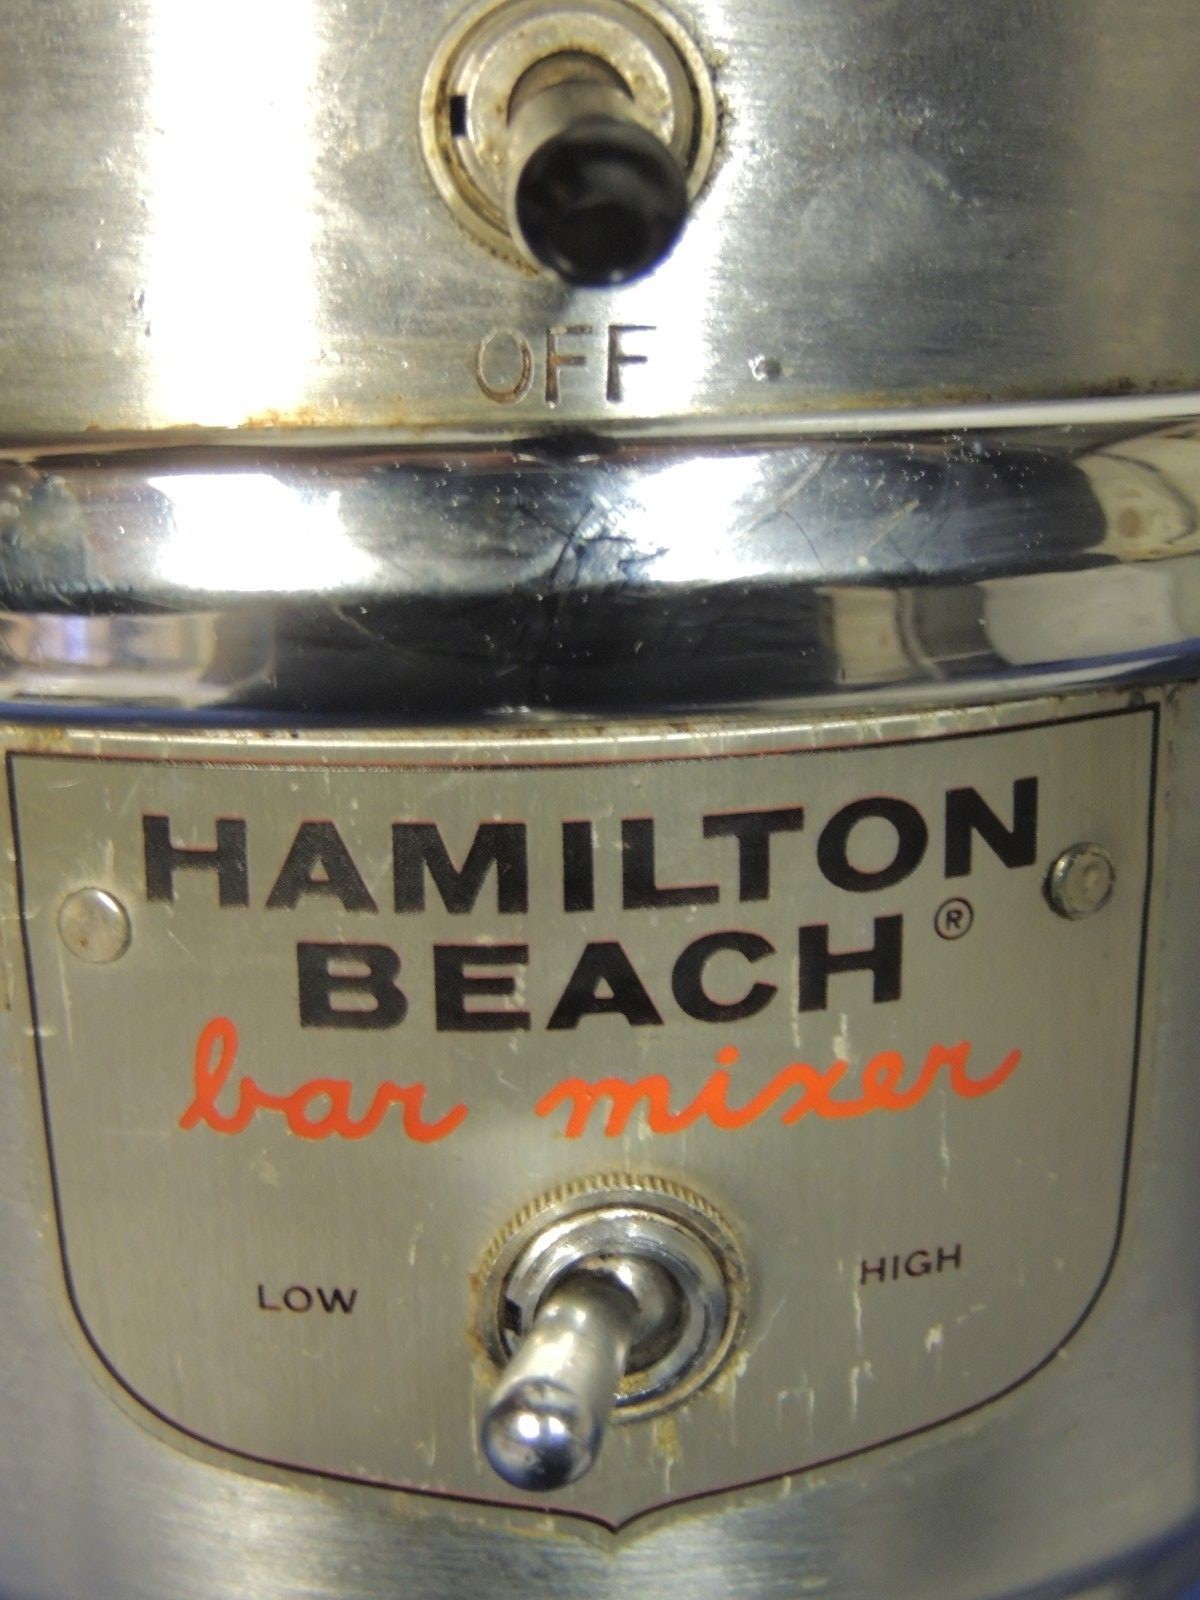 OFF
HAMILTON
BEACH®
bar mixer
LOW HIGH